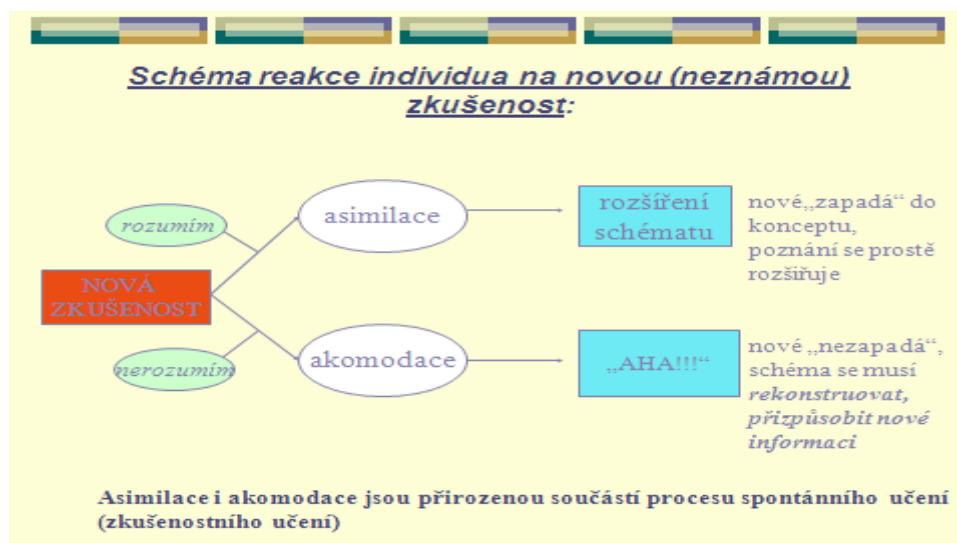 Schéma reakce individua na novou (neznámou)
zkušenost:
rozumím
NOVÁ
ZKUŠENOST
nerozumím
asimilace
akomodace
rozšíření
schématu
nové„zapadá“ do
konceptu,
poznání se prostě
rozšiřuje
„AHA!!!“
nové „nezapadá“,
schéma se musí
rekonstruovat,
přizpůsobit nové
informaci
Asimilace i akomodace jsou přirozenou součástí procesu spontánního učení
(zkušenostního učení)